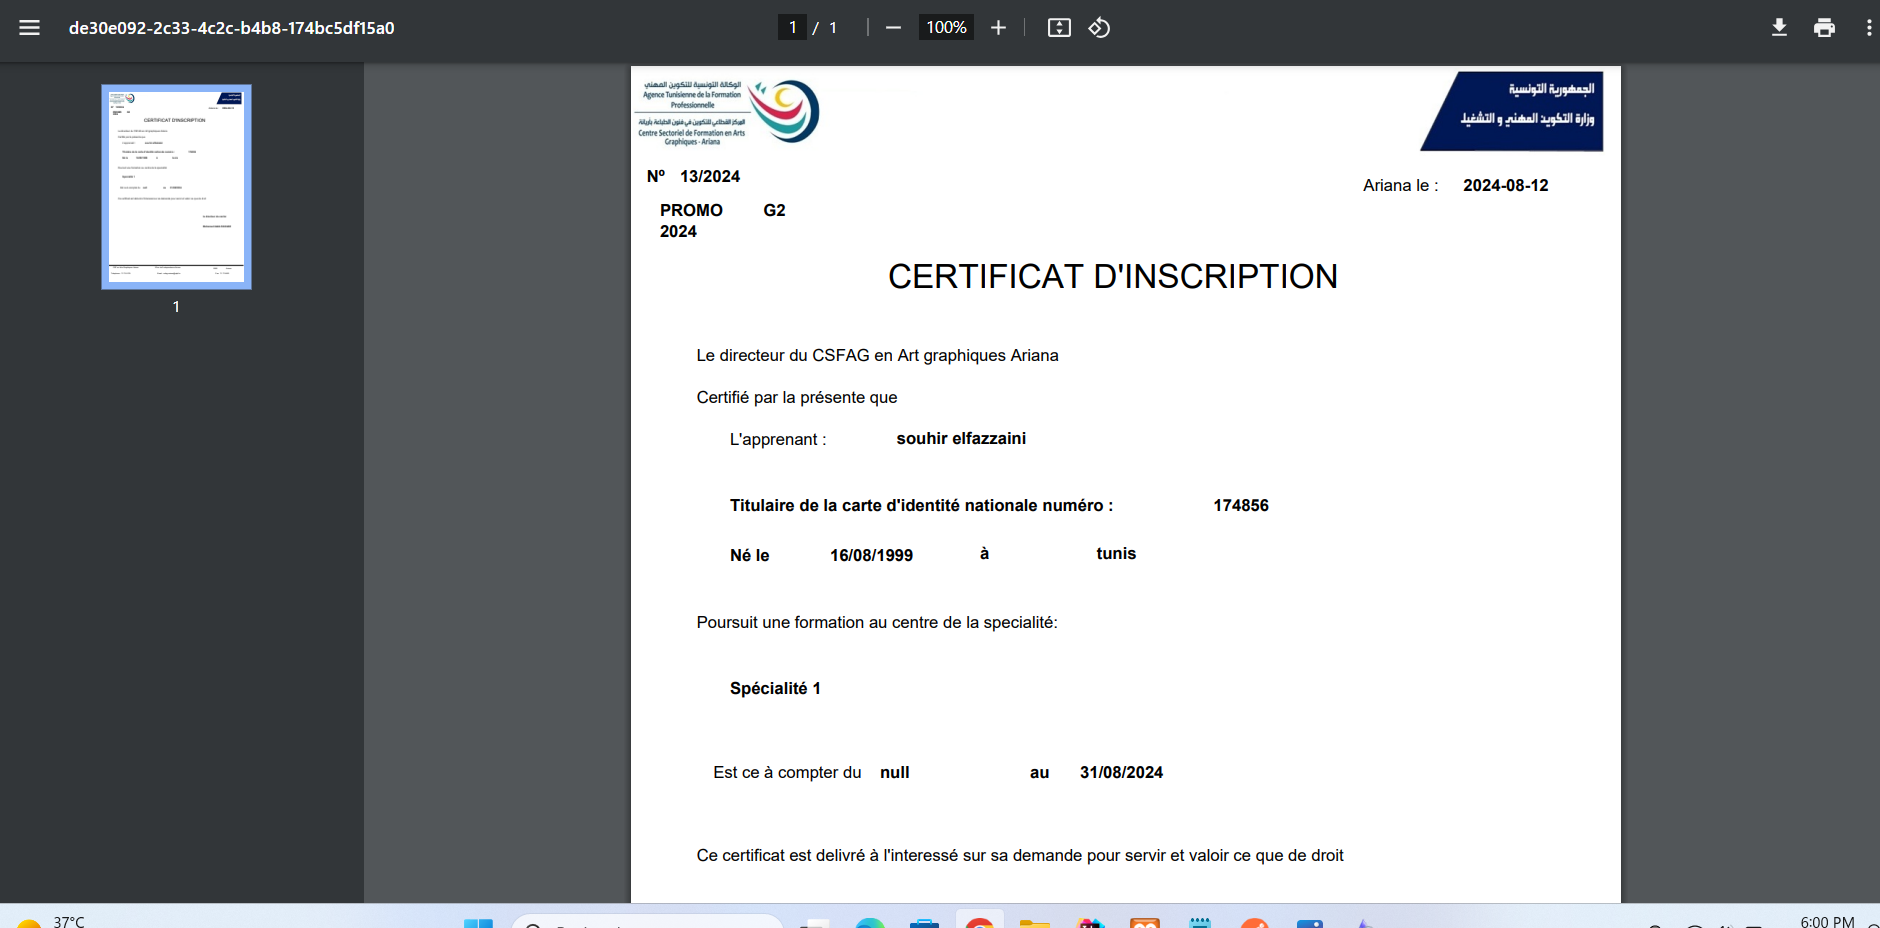 de30e092-2c33-4c2c-b4b8-174bc5df15a0
1 / 1
100%
1
الوكالة التونسية للتكوين المهني
Agence Tunisienne de la Formation
Professionnelle
المركز القطاعي للتكوين في فنون الطباعة بأريانة
Centre Sectoriel de Formation en Arts
Graphiques - Ariana
الجمهورية التونسية
وزارة التكوين المهني و التشغيل
Nº 13/2024
Ariana le : 2024-08-12
PROMO G2
2024
CERTIFICAT D'INSCRIPTION
Le directeur du CSFAG en Art graphiques Ariana
Certifié par la présente que
L'apprenant : souhir elfazzaini
Titulaire de la carte d'identité nationale numéro : 174856
Né le 16/08/1999 à tunis
Poursuit une formation au centre de la specialité:
Spécialité 1
Est ce à compter du null au 31/08/2024
Ce certificat est delivré à l'interessé sur sa demande pour servir et valoir ce que de droit
37°C
6:00 PM